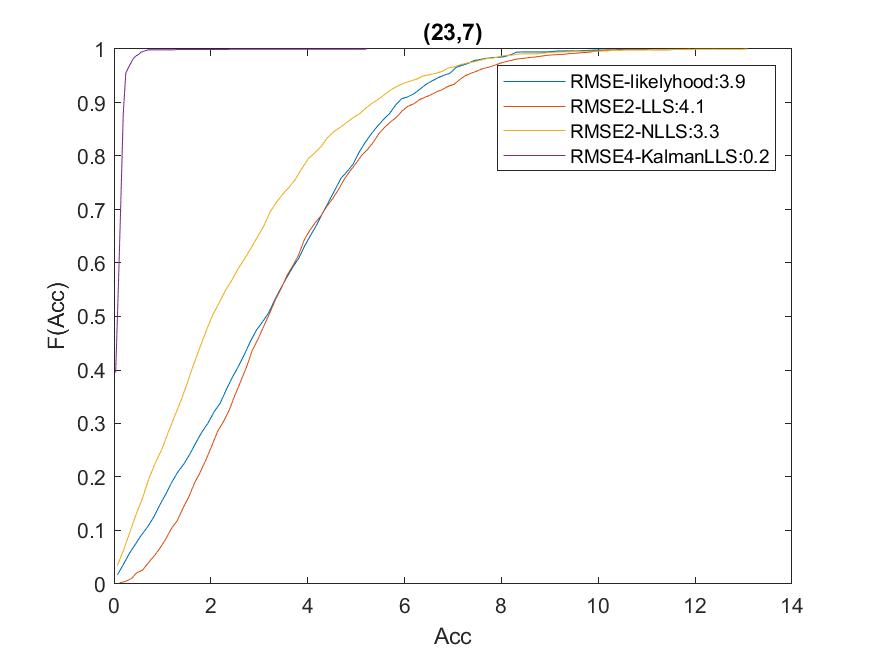 (23,7)
1
0.9
0.8
0.7
0.6
0.5
0.4
0.3
0.2
0.1
0
F(Acc)
RMSE-likelyhood:3.9
RMSE2-LLS:4.1
RMSE2-NLLS:3.3
RMSE4-KalmanLLS:0.2
0 2 4 6 8 10 12 14
Acc